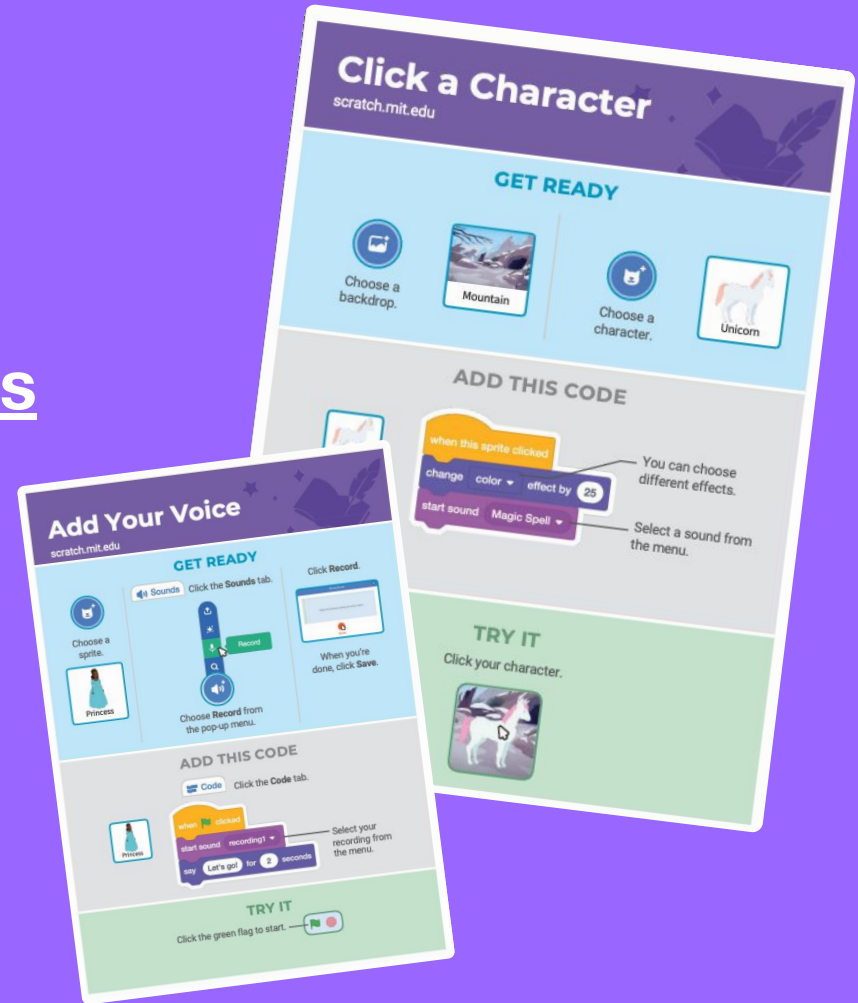 s
Click a Character
scratch.mit.edu
GET READY
Choose a
backdrop.
Mountain
Choose a
character.
Unicorn
ADD THIS CODE
when this sprite clicked
change color effect by 25
start sound Magic Spell
You can choose
different effects.
Select a sound from
the menu.
TRY IT
Click your character.
Add Your Voice
scratch.mit.edu
GET READY
Choose a
sprite.
Princess
Sounds Click the Sounds tab.
Record
Choose Record from
the pop-up menu.
Click Record.
When you're
done, click Save.
ADD THIS CODE
Code Click the Code tab.
Princess
when clicked
start sound recording1
say Let's go! for 2 seconds
Select your
recording from
the menu.
TRY IT
Click the green flag to start.